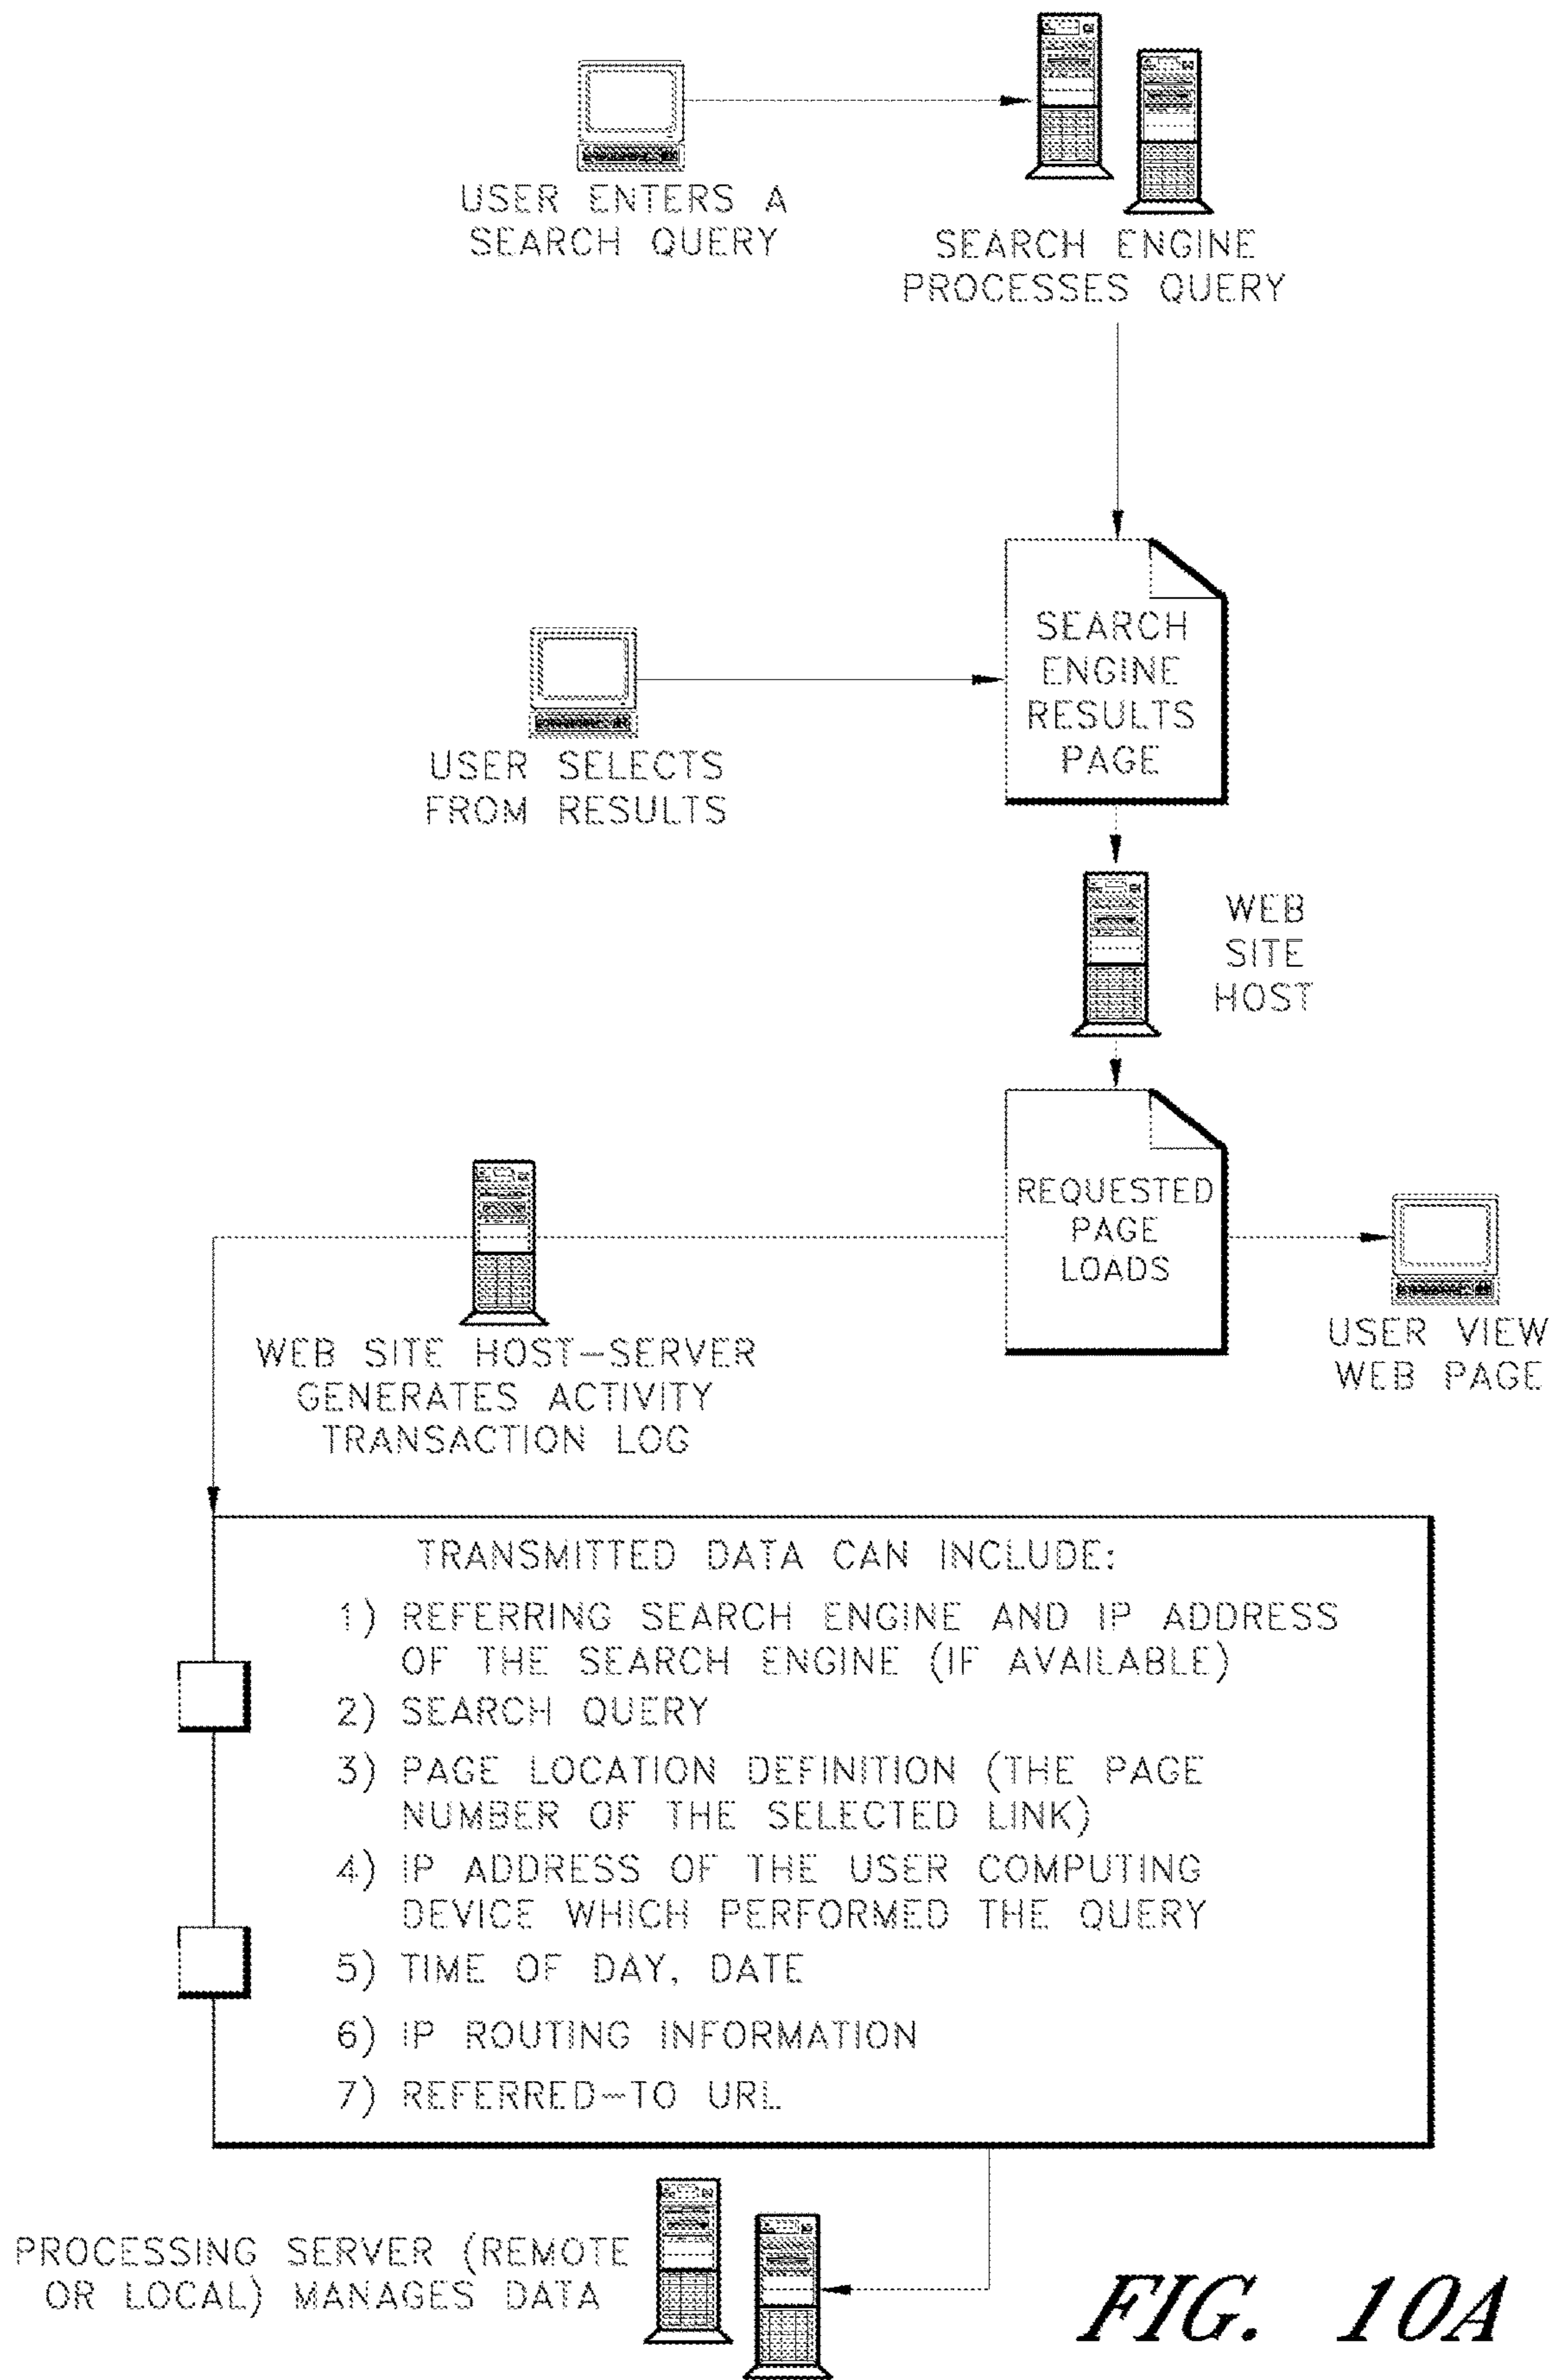 USER ENTERS A
SEARCH QUERY
SEARCH ENGINE
PROCESSES QUERY
SEARCH
ENGINE
RESULTS
PAGE
USER SELECTS
FROM RESULTS
WEB
SITE
HOST
REQUESTED
PAGE
LOADS
USER VIEW
WEB PAGE
WEB SITE HOST-SERVER
GENERATES ACTIVITY
TRANSACTION LOG
TRANSMITTED DATA CAN INCLUDE:
1) REFERRING SEARCH ENGINE AND IP ADDRESS
OF THE SEARCH ENGINE (IF AVAILABLE)
2) SEARCH QUERY
3) PAGE LOCATION DEFINITION (THE PAGE
NUMBER OF THE SELECTED LINK)
4) IP ADDRESS OF THE USER COMPUTING
DEVICE WHICH PERFORMED THE QUERY
5) TIME OF DAY, DATE
6) IP ROUTING INFORMATION
7) REFERRED-TO URL
PROCESSING SERVER (REMOTE
OR LOCAL) MANAGES DATA
FIG. 10A